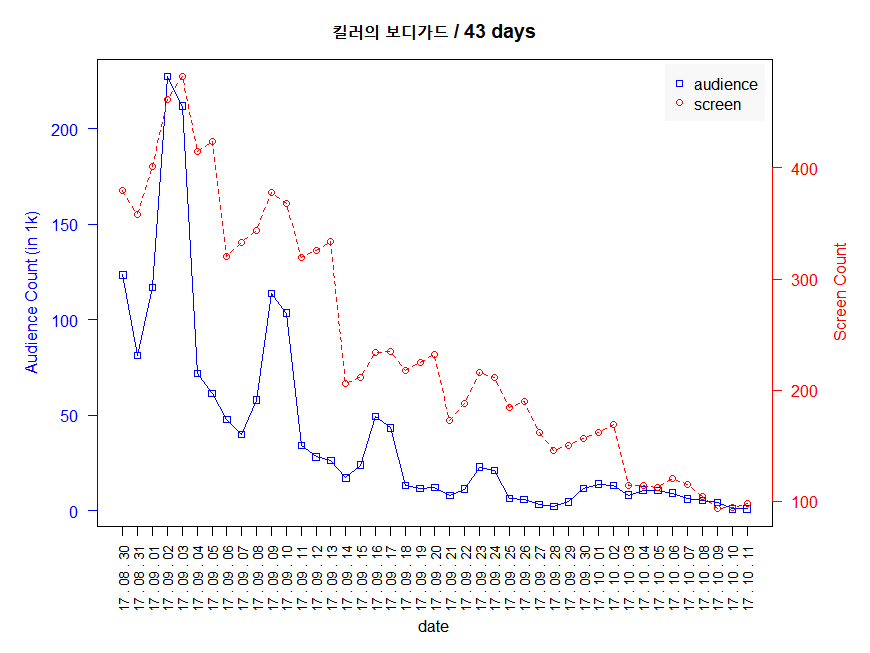 킬러의 보디가드 / 43 days
audience
screen
Audience Count (in 1k)
200
150
100
50
0
400
300
200
100
Screen Count
17 . 08 . 30
17 . 08 . 31
17 . 09 . 01
17 . 09 . 02
17 . 09 . 03
17 . 09 . 04
17 . 09 . 05
17 . 09 . 06
17 . 09 . 07
17 . 09 . 08
17 . 09 . 09
17 . 09 . 10
17 . 09 . 11
17 . 09 . 12
17 . 09 . 13
17 . 09 . 14
17 . 09 . 15
17 . 09 . 16
17 . 09 . 17
17 . 09 . 18
17 . 09 . 19
17 . 09 . 20
17 . 09 . 21
17 . 09 . 22
17 . 09 . 23
17 . 09 . 24
17 . 09 . 25
17 . 09 . 26
17 . 09 . 27
17 . 09 . 28
17 . 09 . 29
17 . 09 . 30
17 . 10 . 01
17 . 10 . 02
17 . 10 . 03
17 . 10 . 04
17 . 10 . 05
17 . 10 . 06
17 . 10 . 07
17 . 10 . 08
17 . 10 . 09
17 . 10 . 10
17 . 10 . 11
date